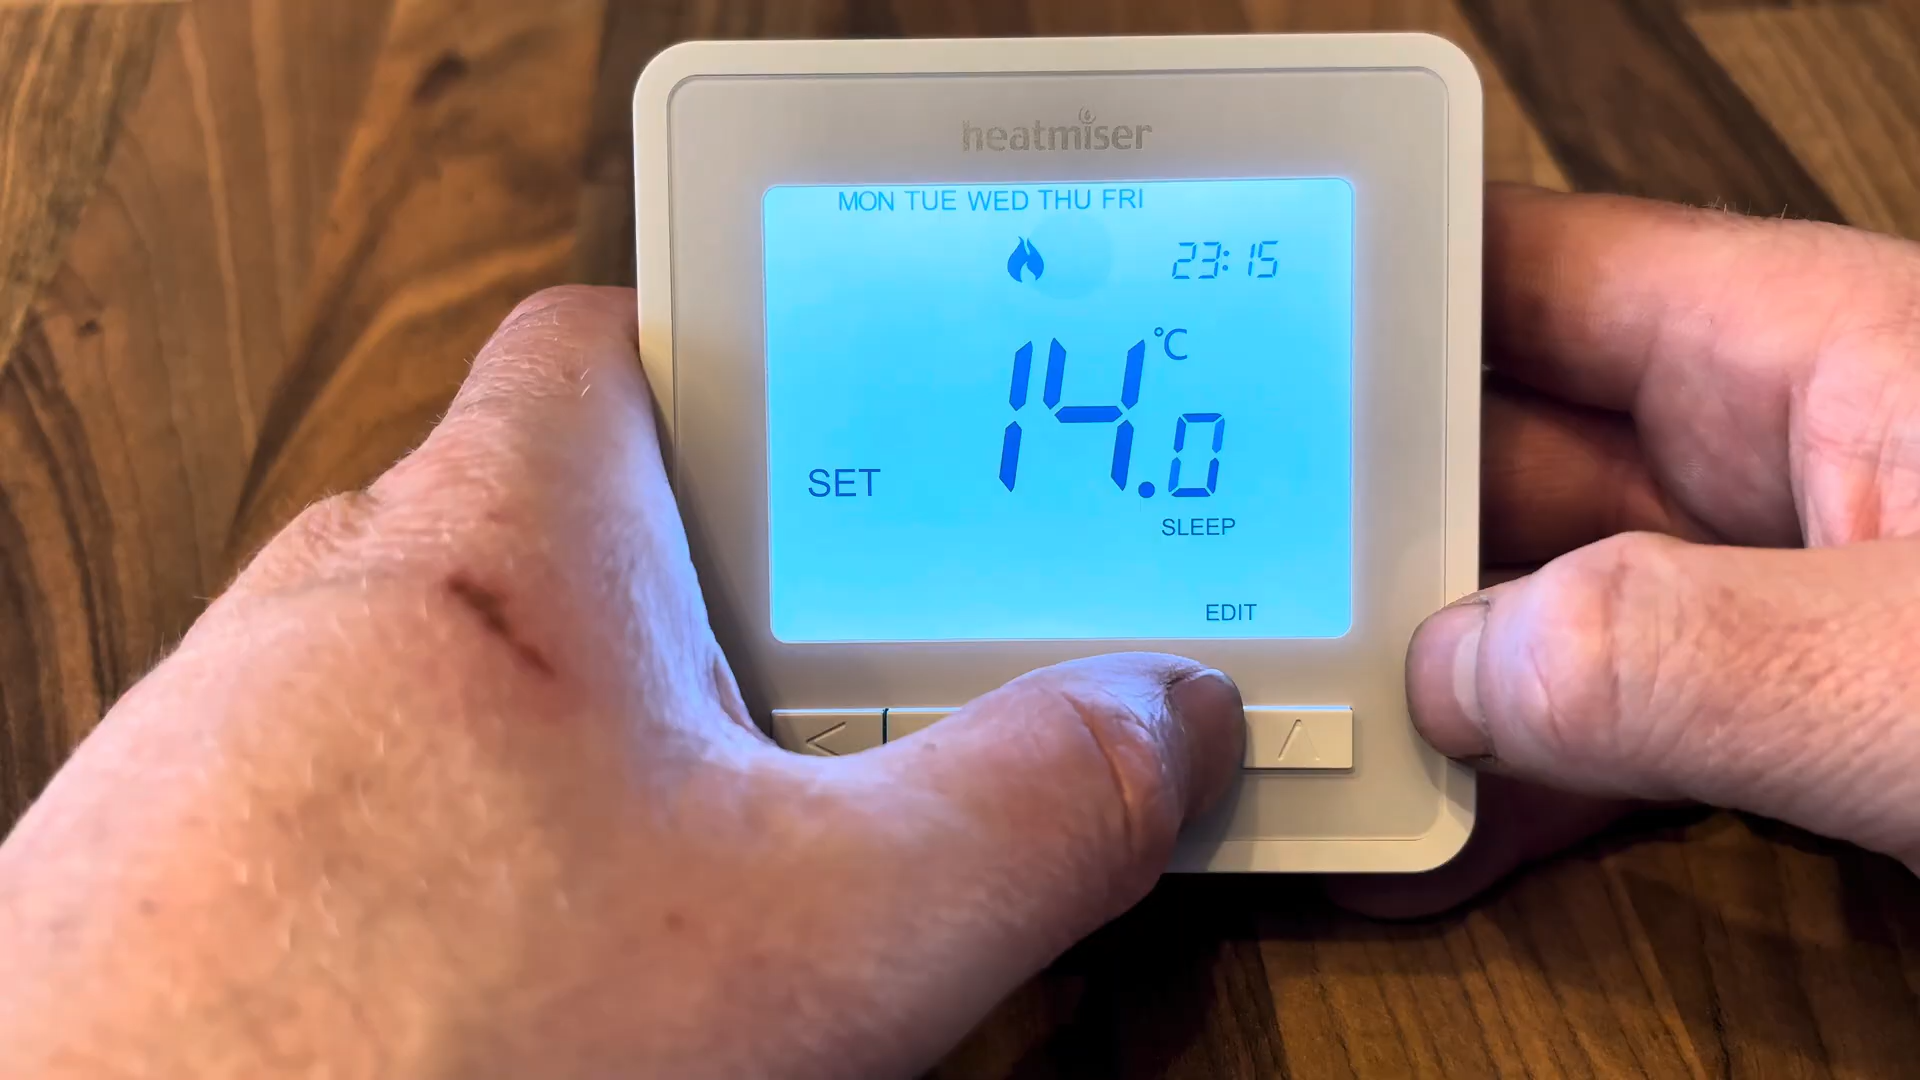 heatmiser
MON TUE WED THU FRI
23:15
14.0 °C
SET
SLEEP
EDIT